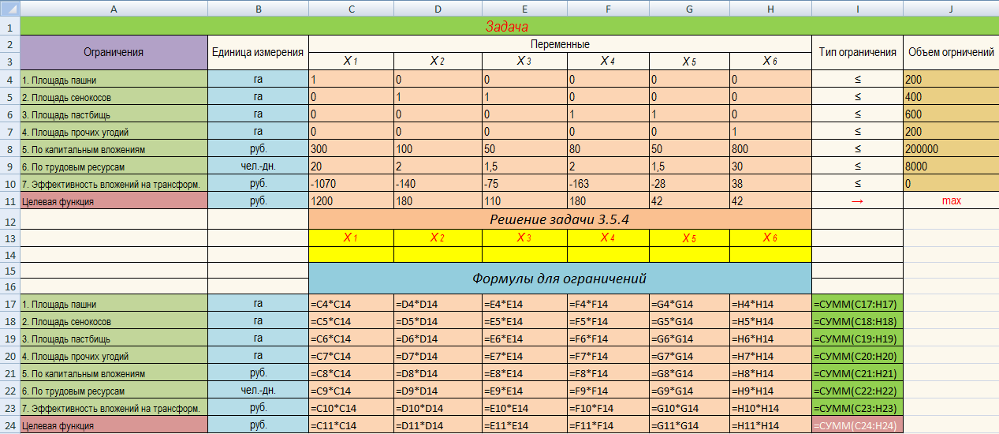 A B C D E F G H I J
1 Задача
2 Ограничения Единица измерения Переменные Тип ограничения Объем огрничений
3 X 1 X 2 X 3 X 4 X 5 X 6
4 1. Площадь пашни га 1 0 0 0 0 0 ≤ 200
5 2. Площадь сенокосов га 0 1 1 0 0 0 ≤ 400
6 3. Площадь пастбищь га 0 0 0 1 1 0 ≤ 600
7 4. Площадь прочих угодий га 0 0 0 0 0 1 ≤ 200
8 5. По капитальным вложениям руб. 300 100 50 80 50 800 ≤ 200000
9 6. По трудовым ресурсам чел.-дн. 20 2 1,5 2 1,5 30 ≤ 8000
10 7. Эффективность вложений на трансформ. руб. -1070 -140 -75 -163 -28 38 ≤ 0
11 Целевая функция руб. 1200 180 110 180 42 42 → max
12 Решение задачи 3.5.4
13 X 1 X 2 X 3 X 4 X 5 X 6
14
15 Формулы для ограничений
16
17 1. Площадь пашни га =C4*C14 =D4*D14 =E4*E14 =F4*F14 =G4*G14 =H4*H14 =СУММ(C17:H17)
18 2. Площадь сенокосов га =C5*C14 =D5*D14 =E5*E14 =F5*F14 =G5*G14 =H5*H14 =СУММ(C18:H18)
19 3. Площадь пастбищь га =C6*C14 =D6*D14 =E6*E14 =F6*F14 =G6*G14 =H6*H14 =СУММ(C19:H19)
20 4. Площадь прочих угодий га =C7*C14 =D7*D14 =E7*E14 =F7*F14 =G7*G14 =H7*H14 =СУММ(C20:H20)
21 5. По капитальным вложениям руб. =C8*C14 =D8*D14 =E8*E14 =F8*F14 =G8*G14 =H8*H14 =СУММ(C21:H21)
22 6. По трудовым ресурсам чел.-дн. =C9*C14 =D9*D14 =E9*E14 =F9*F14 =G9*G14 =H9*H14 =СУММ(C22:H22)
23 7. Эффективность вложений на трансформ. руб. =C10*C14 =D10*D14 =E10*E14 =F10*F14 =G10*G14 =H10*H14 =СУММ(C23:H23)
24 Целевая функция руб. =C11*C14 =D11*D14 =E11*E14 =F11*F14 =G11*G14 =H11*H14 =СУММ(C24:H24)